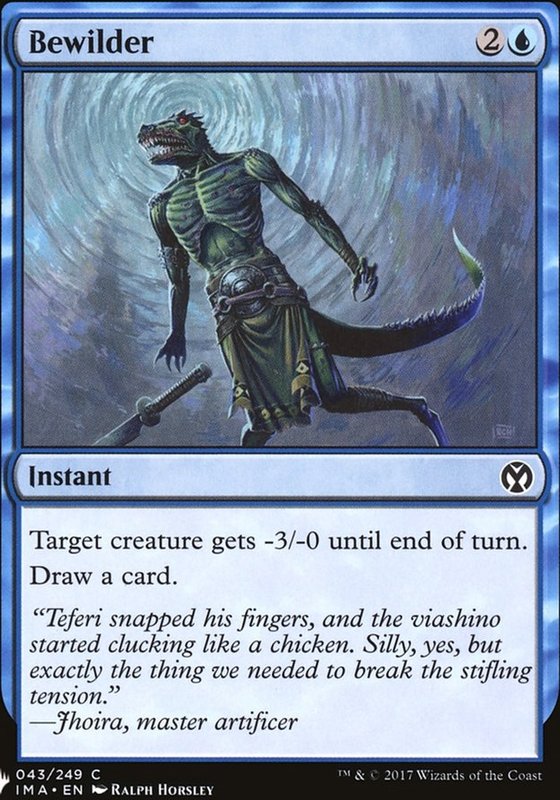 Bewilder 2
Instant
Target creature gets -3/-0 until end of turn.
Draw a card.
“Teferi snapped his fingers, and the viashino
started clucking like a chicken. Silly, yes, but
exactly the thing we needed to break the stifling
tension.”
—Jhoira, master artificer
043/249 C
IMA • EN RALPH HORSLEY
™ & © 2017 Wizards of the Coast